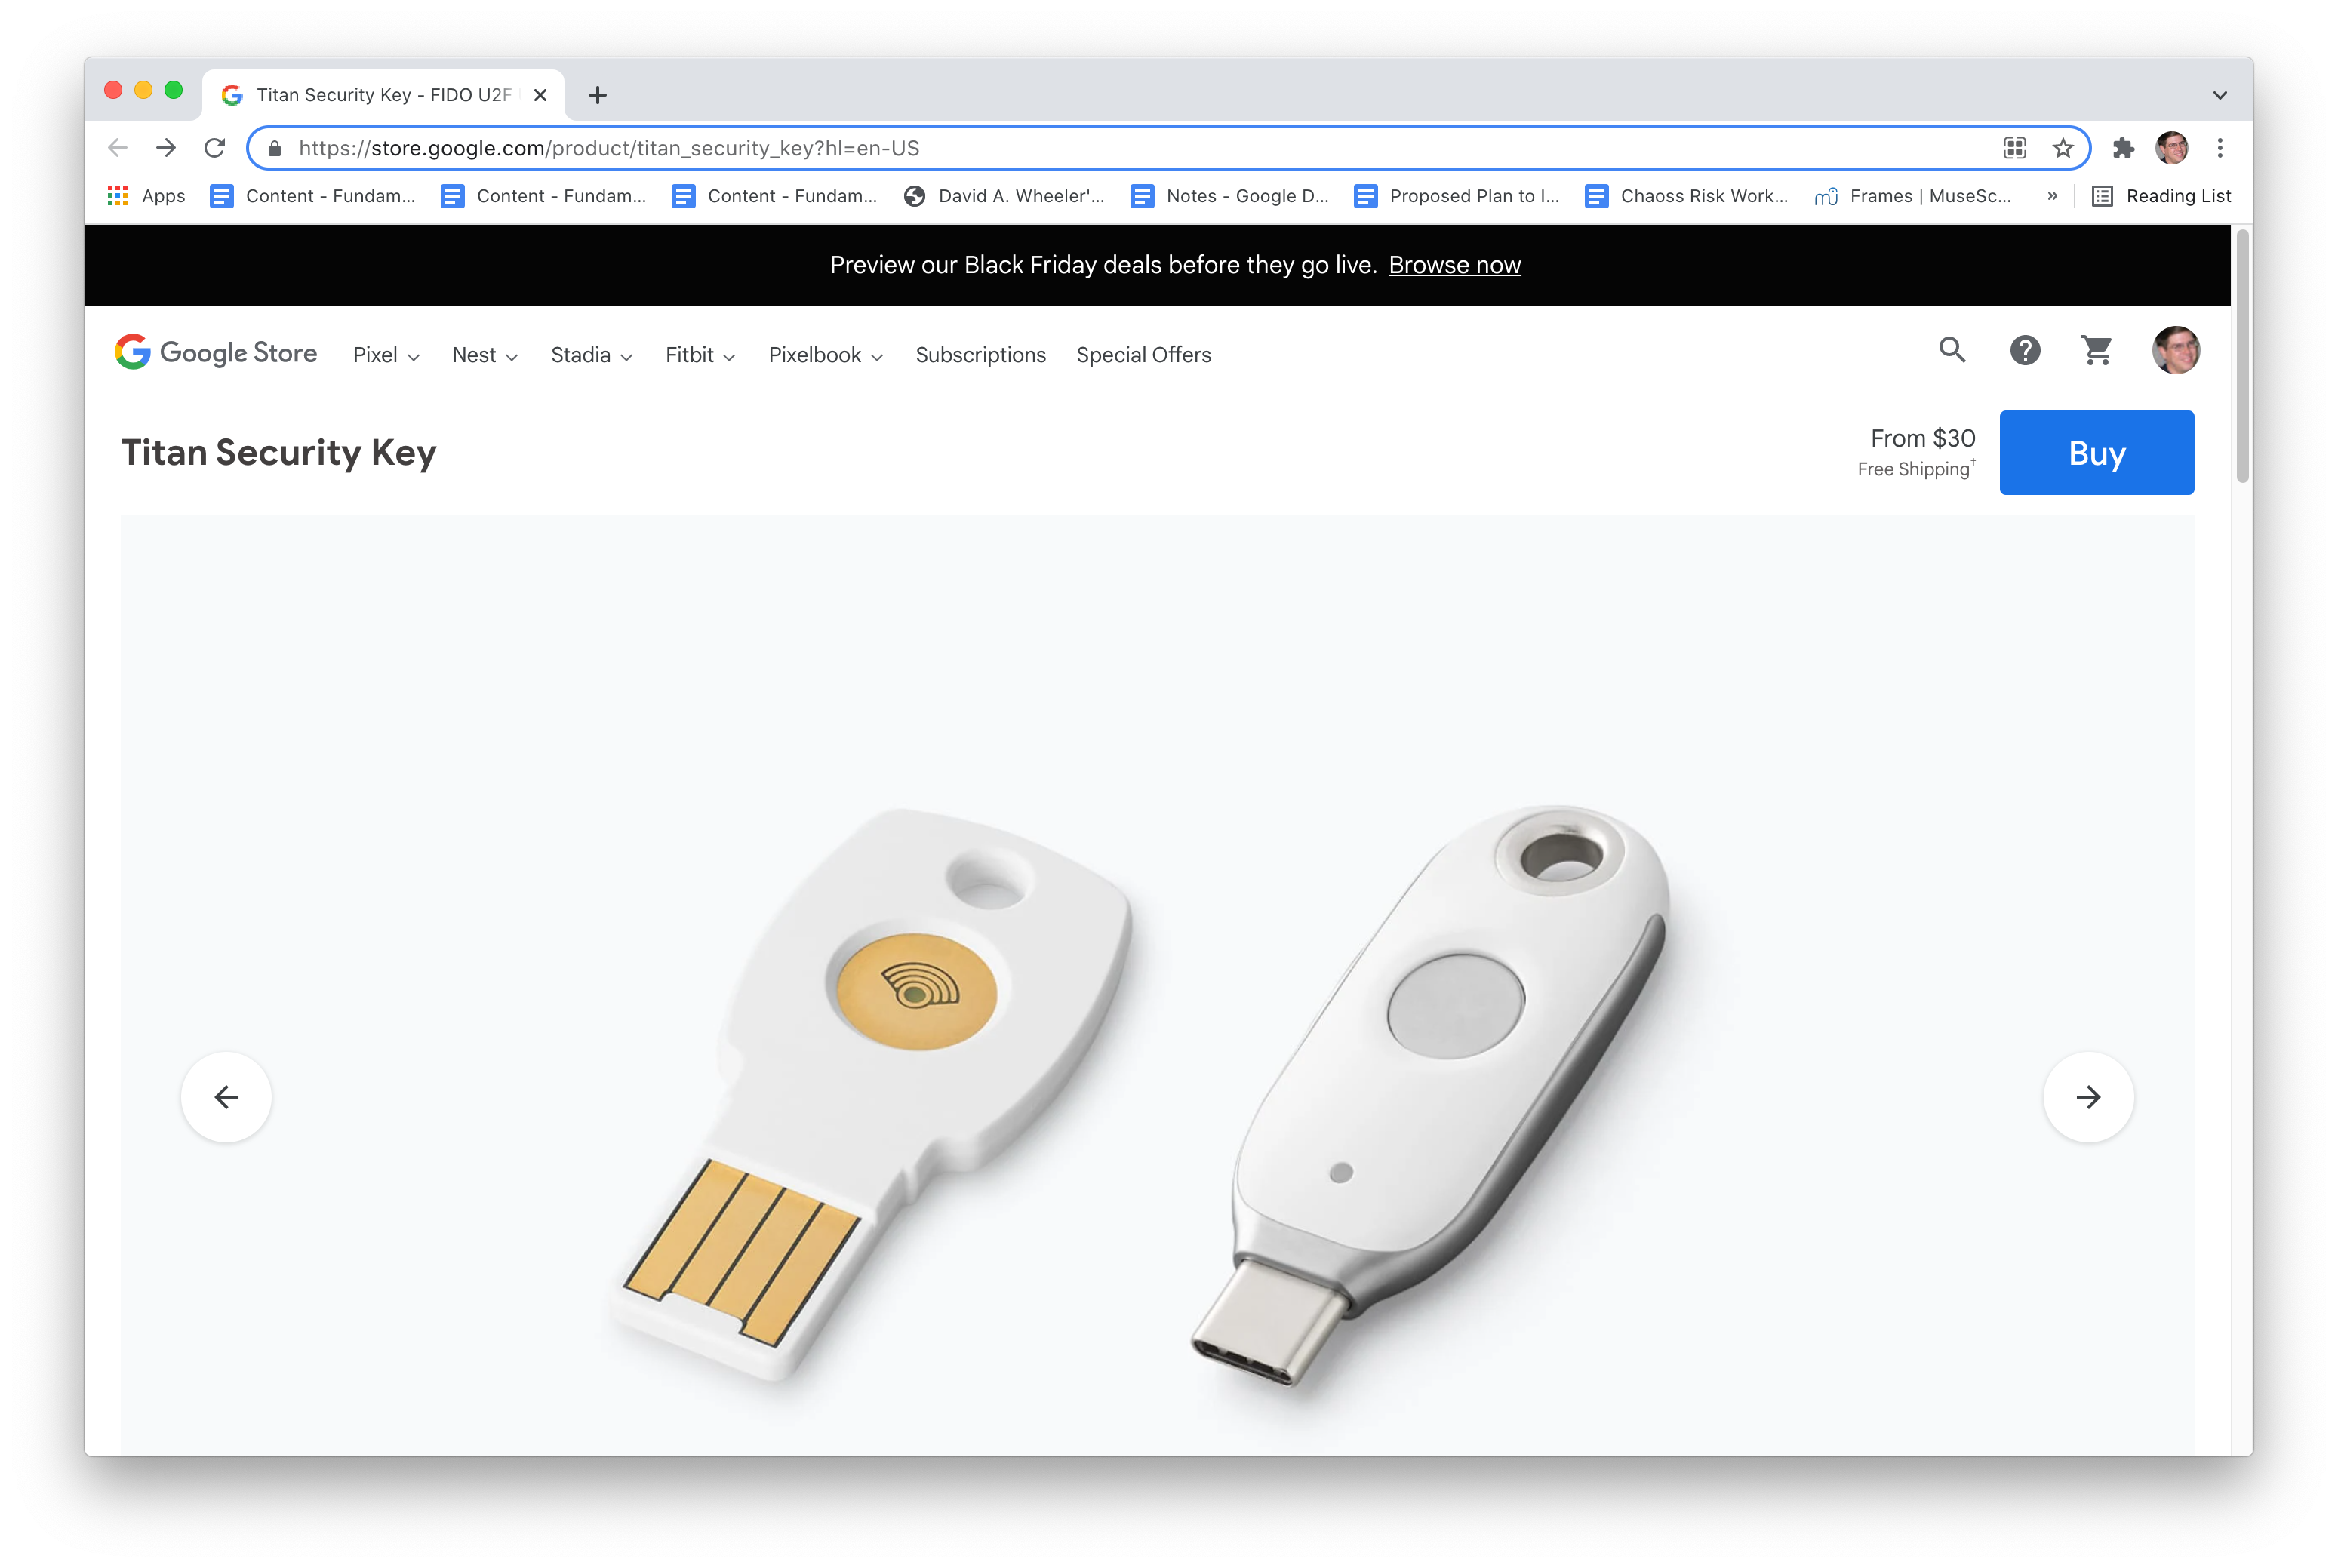 Titan Security Key - FIDO U2F
https://store.google.com/product/titan_security_key?hl=en-US
Apps Content - Fundam... Content - Fundam... Content - Fundam... David A. Wheeler'... Notes - Google D... Proposed Plan to I... Chaoss Risk Work... Frames | MuseSc... » Reading List
Preview our Black Friday deals before they go live. Browse now
Google Store Pixel Nest Stadia Fitbit Pixelbook Subscriptions Special Offers
Titan Security Key
From $30
Free Shipping†
Buy